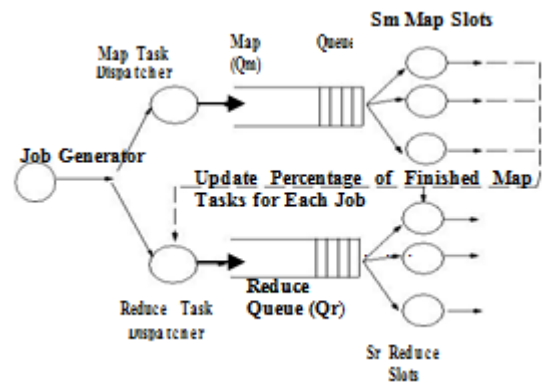 Sm Map Slots
Map Queue
(Qm)
Map Task
Dispatcher
Job Generator
Update Percentage of Finished Map
Tasks for Each Job
Reduce
Queue (Qr)
Reduce Task
Dispatcner
Sr Reduce
Slots